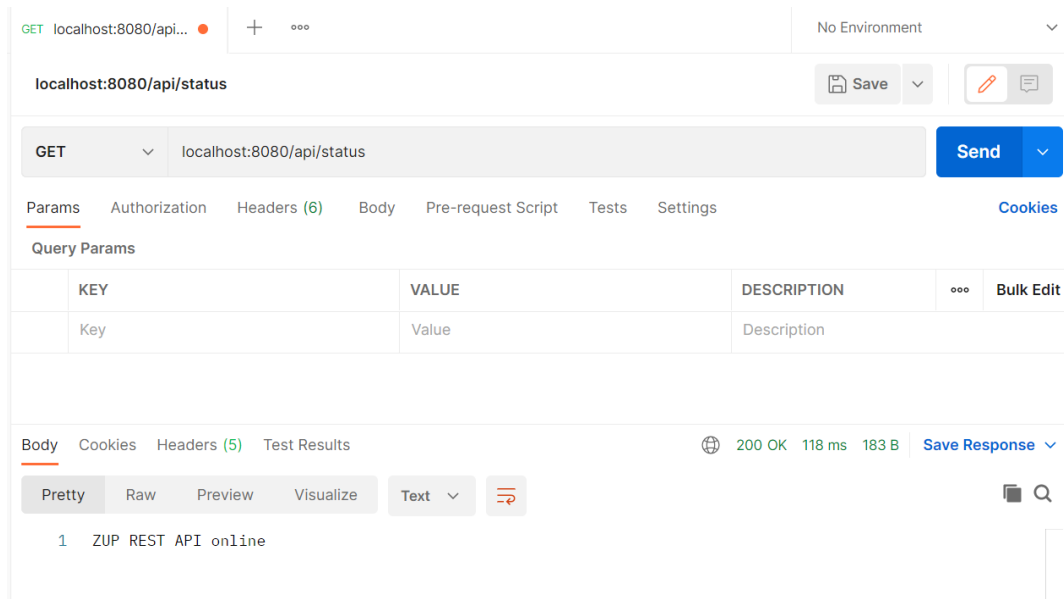 GET localhost:8080/api...
No Environment
localhost:8080/api/status
Save
GET localhost:8080/api/status Send
Params Authorization Headers (6) Body Pre-request Script Tests Settings Cookies
Query Params
KEY VALUE DESCRIPTION Bulk Edit
Key Value Description
Body Cookies Headers (5) Test Results 200 OK 118 ms 183 B Save Response
Pretty Raw Preview Visualize Text
1 ZUP REST API online